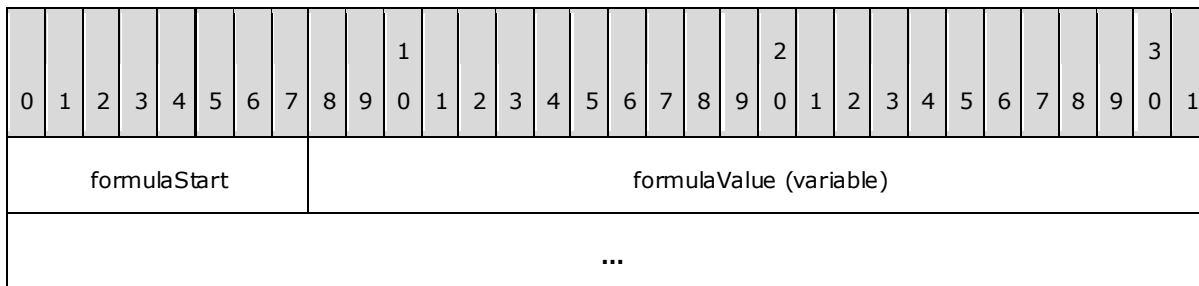 1 2 3
0 1 2 3 4 5 6 7 8 9 0 1 2 3 4 5 6 7 8 9 0 1 2 3 4 5 6 7 8 9 0 1
formulaStart formulaValue (variable)
...